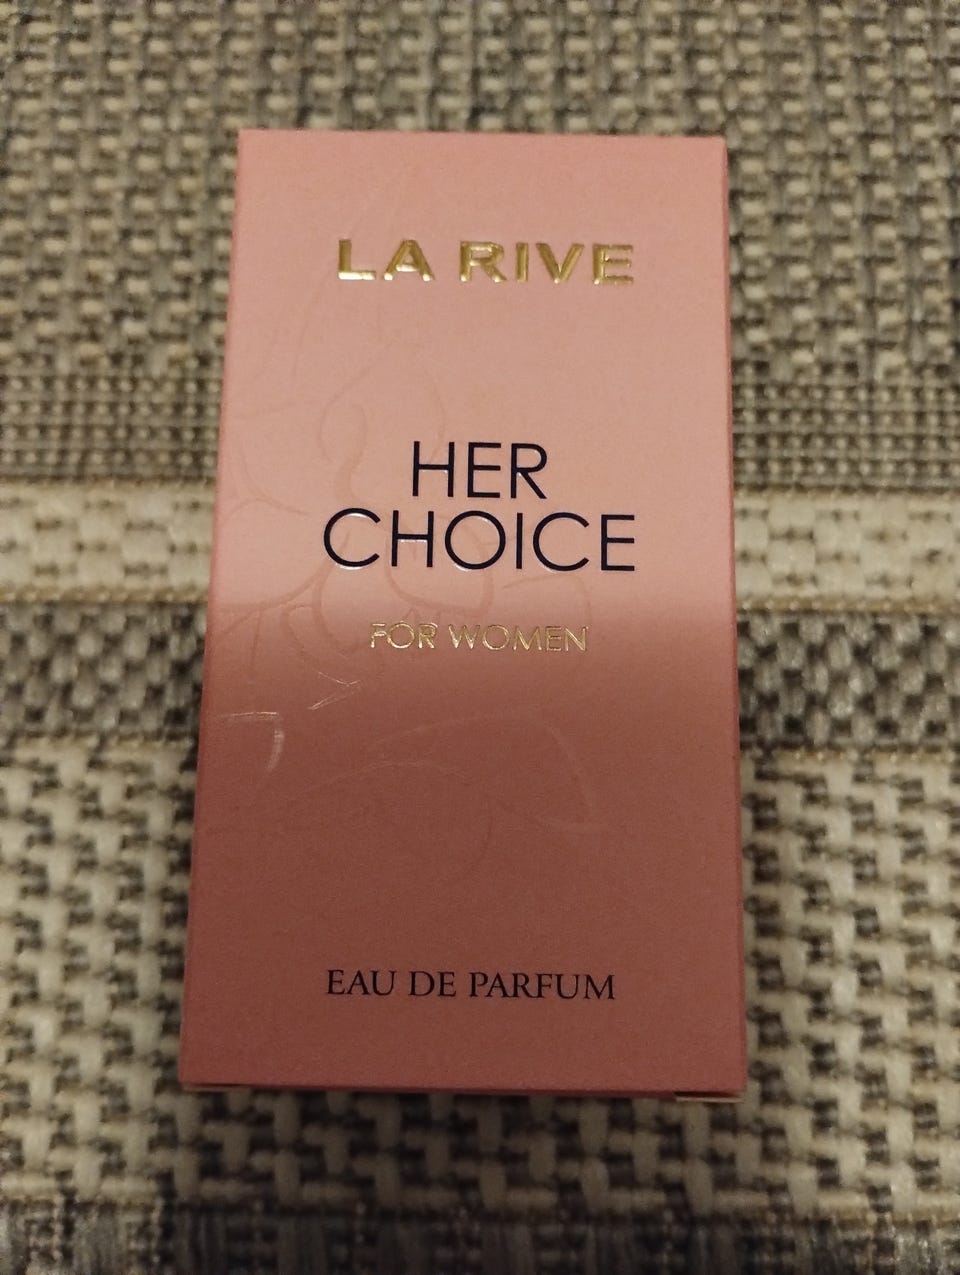 LA RIVE
HER
CHOICE
FOR WOMEN
EAU DE PARFUM